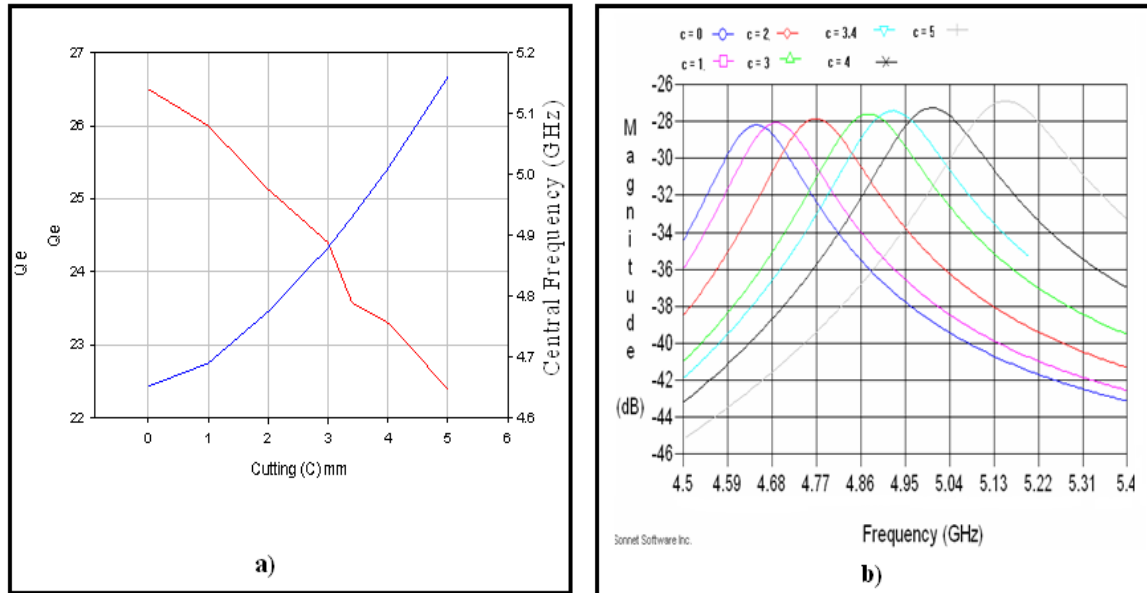 27
26
25
24
23
22
Qe
Qe
5.2
5.1
5.0
4.9
4.8
4.7
4.6
Central Frequency (GHz)
0 1 2 3 4 5 6
Cutting (C) mm
a)
c = 0 c = 2 c = 3.4 c = 5
c = 1 c = 3 c = 4
-26
-28
-30
-32
-34
-36
-38
-40
-42
-44
-46
Magnitude
(dB)
4.5 4.59 4.68 4.77 4.86 4.95 5.04 5.13 5.22 5.31 5.4
Frequency (GHz)
Sonnet Software Inc.
b)